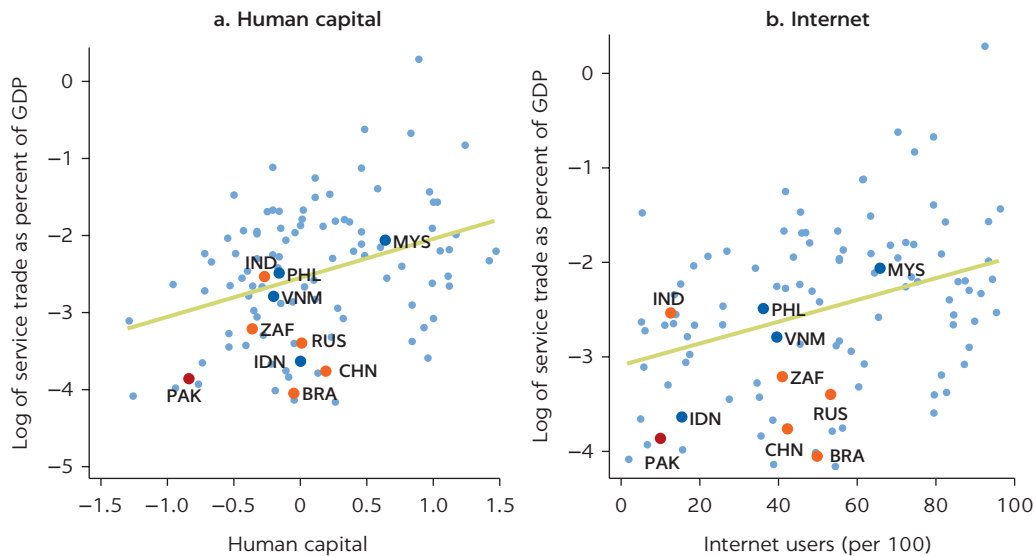 a. Human capital
Log of service trade as percent of GDP
0
−1
−2
−3
−4
−5
−1.5
−1.0
−0.5
0
0.5
1.0
1.5
Human capital
IND
PHL
MYS
VNM
ZAF
RUS
IDN
CHN
PAK
BRA
b. Internet
Log of service trade as percent of GDP
0
−1
−2
−3
−4
0
20
40
60
80
100
Internet users (per 100)
IND
MYS
PHL
VNM
ZAF
RUS
IDN
CHN
BRA
PAK